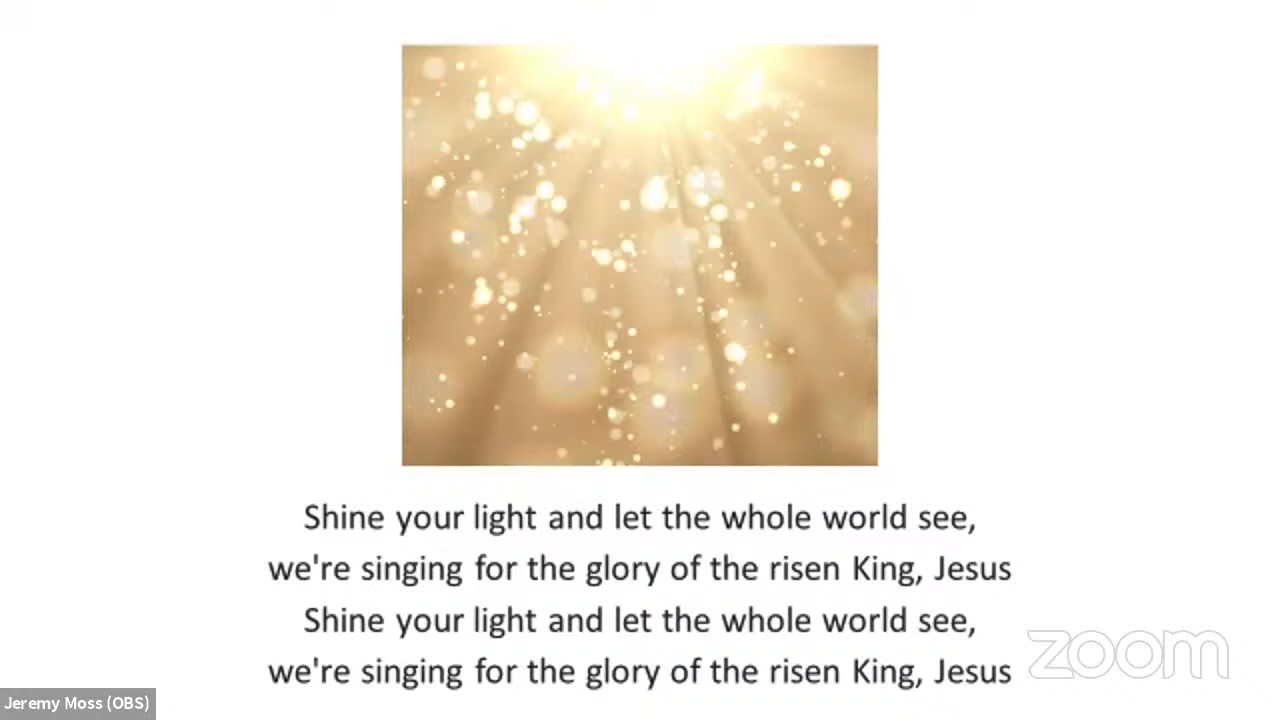 Shine your light and let the whole world see,
we're singing for the glory of the risen King, Jesus
Shine your light and let the whole world see,
we're singing for the glory of the risen King, Jesus
zoom
Jeremy Moss (OBS)